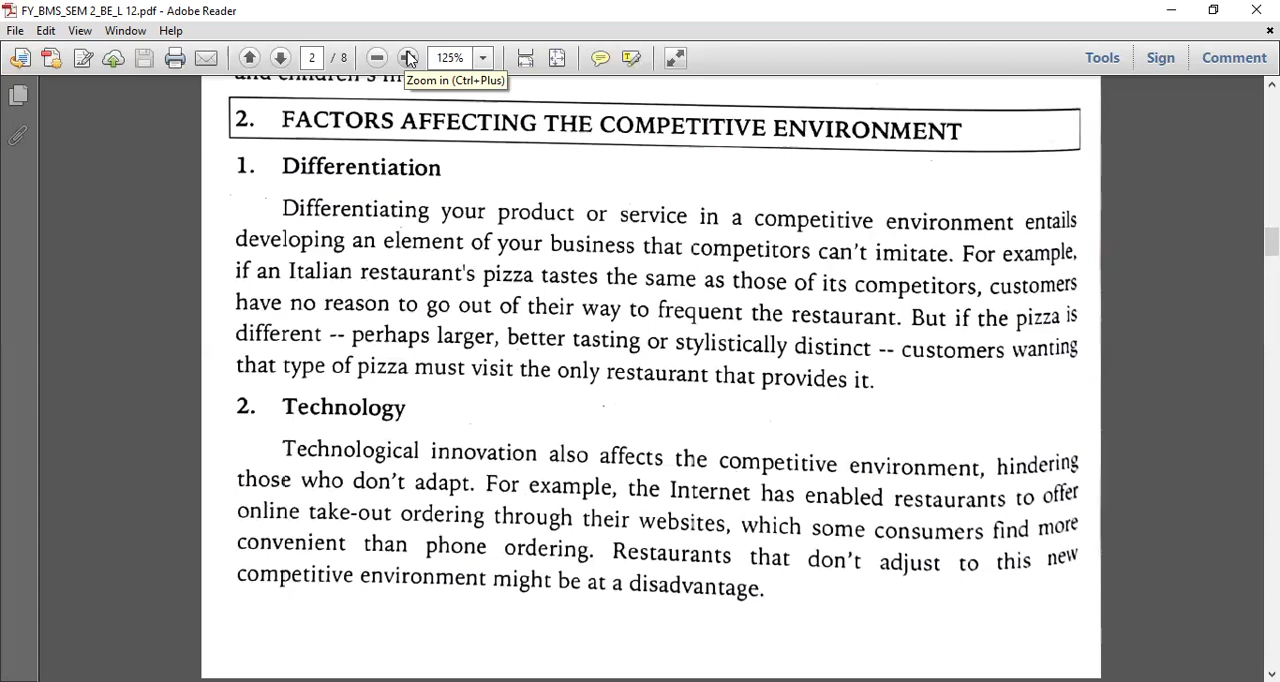 FY_BMS_SEM 2_BE_L 12.pdf - Adobe Reader
File Edit View Window Help
2 / 8 125% Tools Sign Comment
Zoom in (Ctrl+Plus)
2. FACTORS AFFECTING THE COMPETITIVE ENVIRONMENT
1. Differentiation
Differentiating your product or service in a competitive environment entails
developing an element of your business that competitors can't imitate. For example,
if an Italian restaurant's pizza tastes the same as those of its competitors, customers
have no reason to go out of their way to frequent the restaurant. But if the pizza is
different -- perhaps larger, better tasting or stylistically distinct -- customers wanting
that type of pizza must visit the only restaurant that provides it.
2. Technology
Technological innovation also affects the competitive environment, hindering
those who don't adapt. For example, the Internet has enabled restaurants to offer
online take-out ordering through their websites, which some consumers find more
convenient than phone ordering. Restaurants that don't adjust to this new
competitive environment might be at a disadvantage.